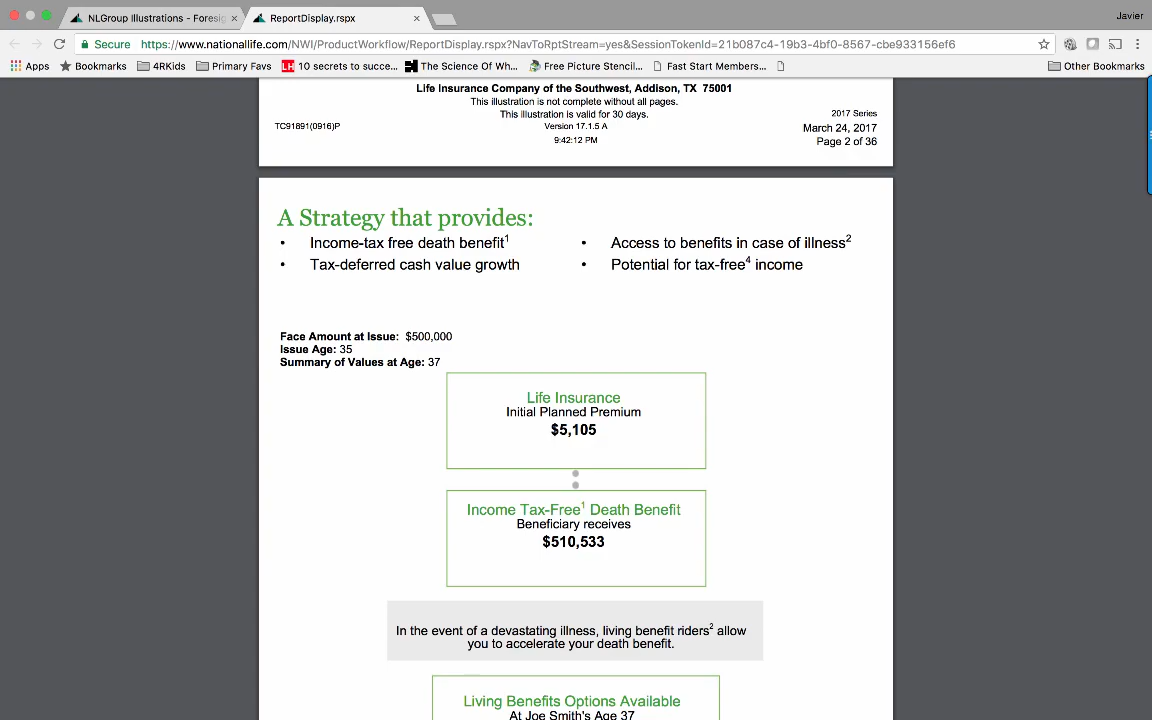 NLGroup Illustrations - Foresig
ReportDisplay.rspx
Javier
Secure https://www.nationallife.com/NWI/ProductWorkflow/ReportDisplay.rspx?NavToRptStream=yes&SessionTokenId=21b087c4-19b3-4bf0-8567-cbe933156ef6
Apps Bookmarks 4RKids Primary Favs LH 10 secrets to succe... The Science Of Wh... Free Picture Stencil... Fast Start Members... Other Bookmarks
Life Insurance Company of the Southwest, Addison, TX 75001
This illustration is not complete without all pages.
This illustration is valid for 30 days.
2017 Series
TC91891(0916)P Version 17.1.5 A March 24, 2017
9:42:12 PM Page 2 of 36
A Strategy that provides:
• Income-tax free death benefit1 • Access to benefits in case of illness2
• Tax-deferred cash value growth • Potential for tax-free4 income
Face Amount at Issue: $500,000
Issue Age: 35
Summary of Values at Age: 37
Life Insurance
Initial Planned Premium
$5,105
Income Tax-Free1 Death Benefit
Beneficiary receives
$510,533
In the event of a devastating illness, living benefit riders2 allow
you to accelerate your death benefit.
Living Benefits Options Available
At Joe Smith's Age 37